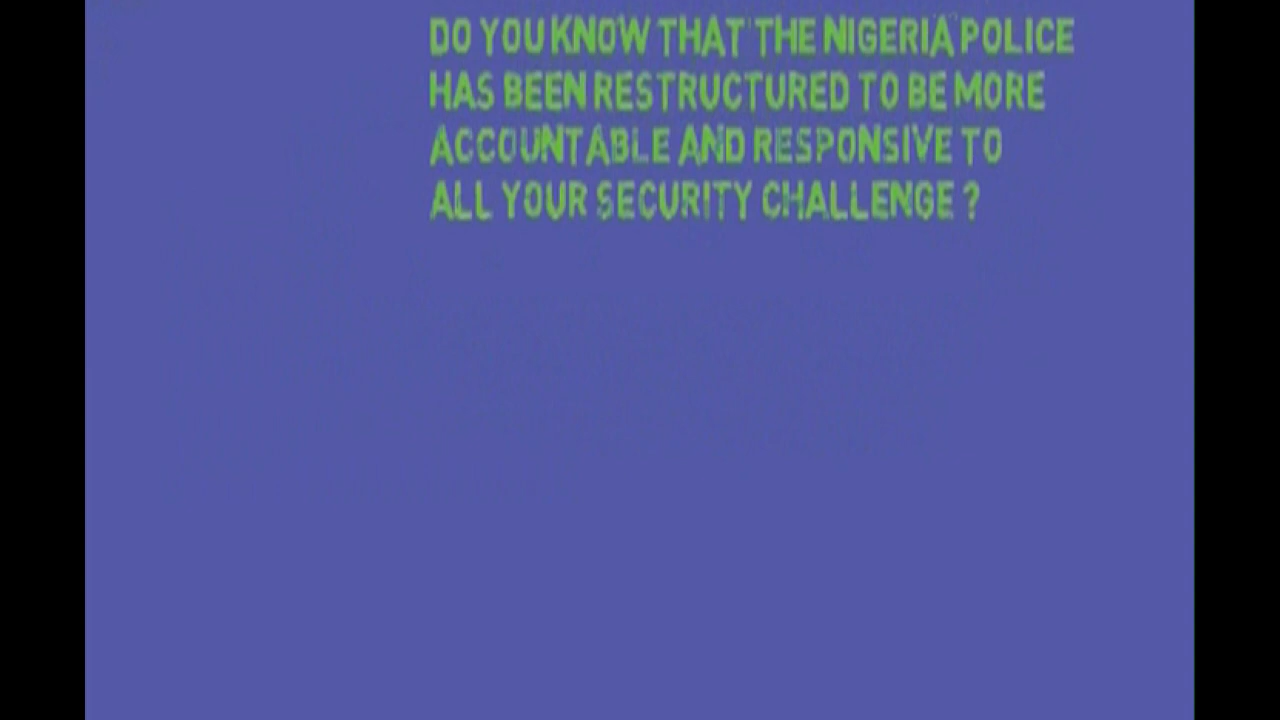 DO YOU KNOW THAT THE NIGERIA POLICE
HAS BEEN RESTRUCTURED TO BE MORE
ACCOUNTABLE AND RESPONSIVE TO
ALL YOUR SECURITY CHALLENGE ?